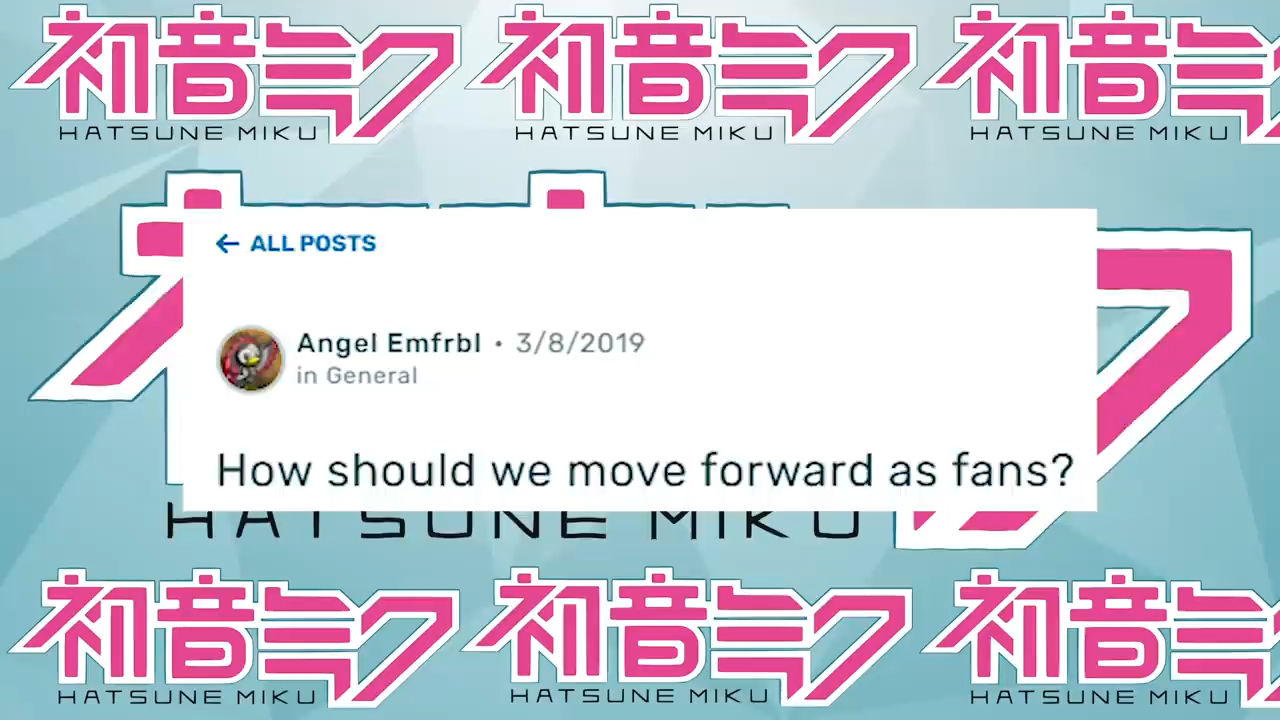 初音ミク
HATSUNE MIKU
初音ミク
HATSUNE MIKU
初音ミク
HATSUNE MIKU
← ALL POSTS
Angel Emfrbl • 3/8/2019
in General
How should we move forward as fans?
HATSUNE MIKU
初音ミク
HATSUNE MIKU
初音ミク
HATSUNE MIKU
初音ミク
HATSUNE MIKU